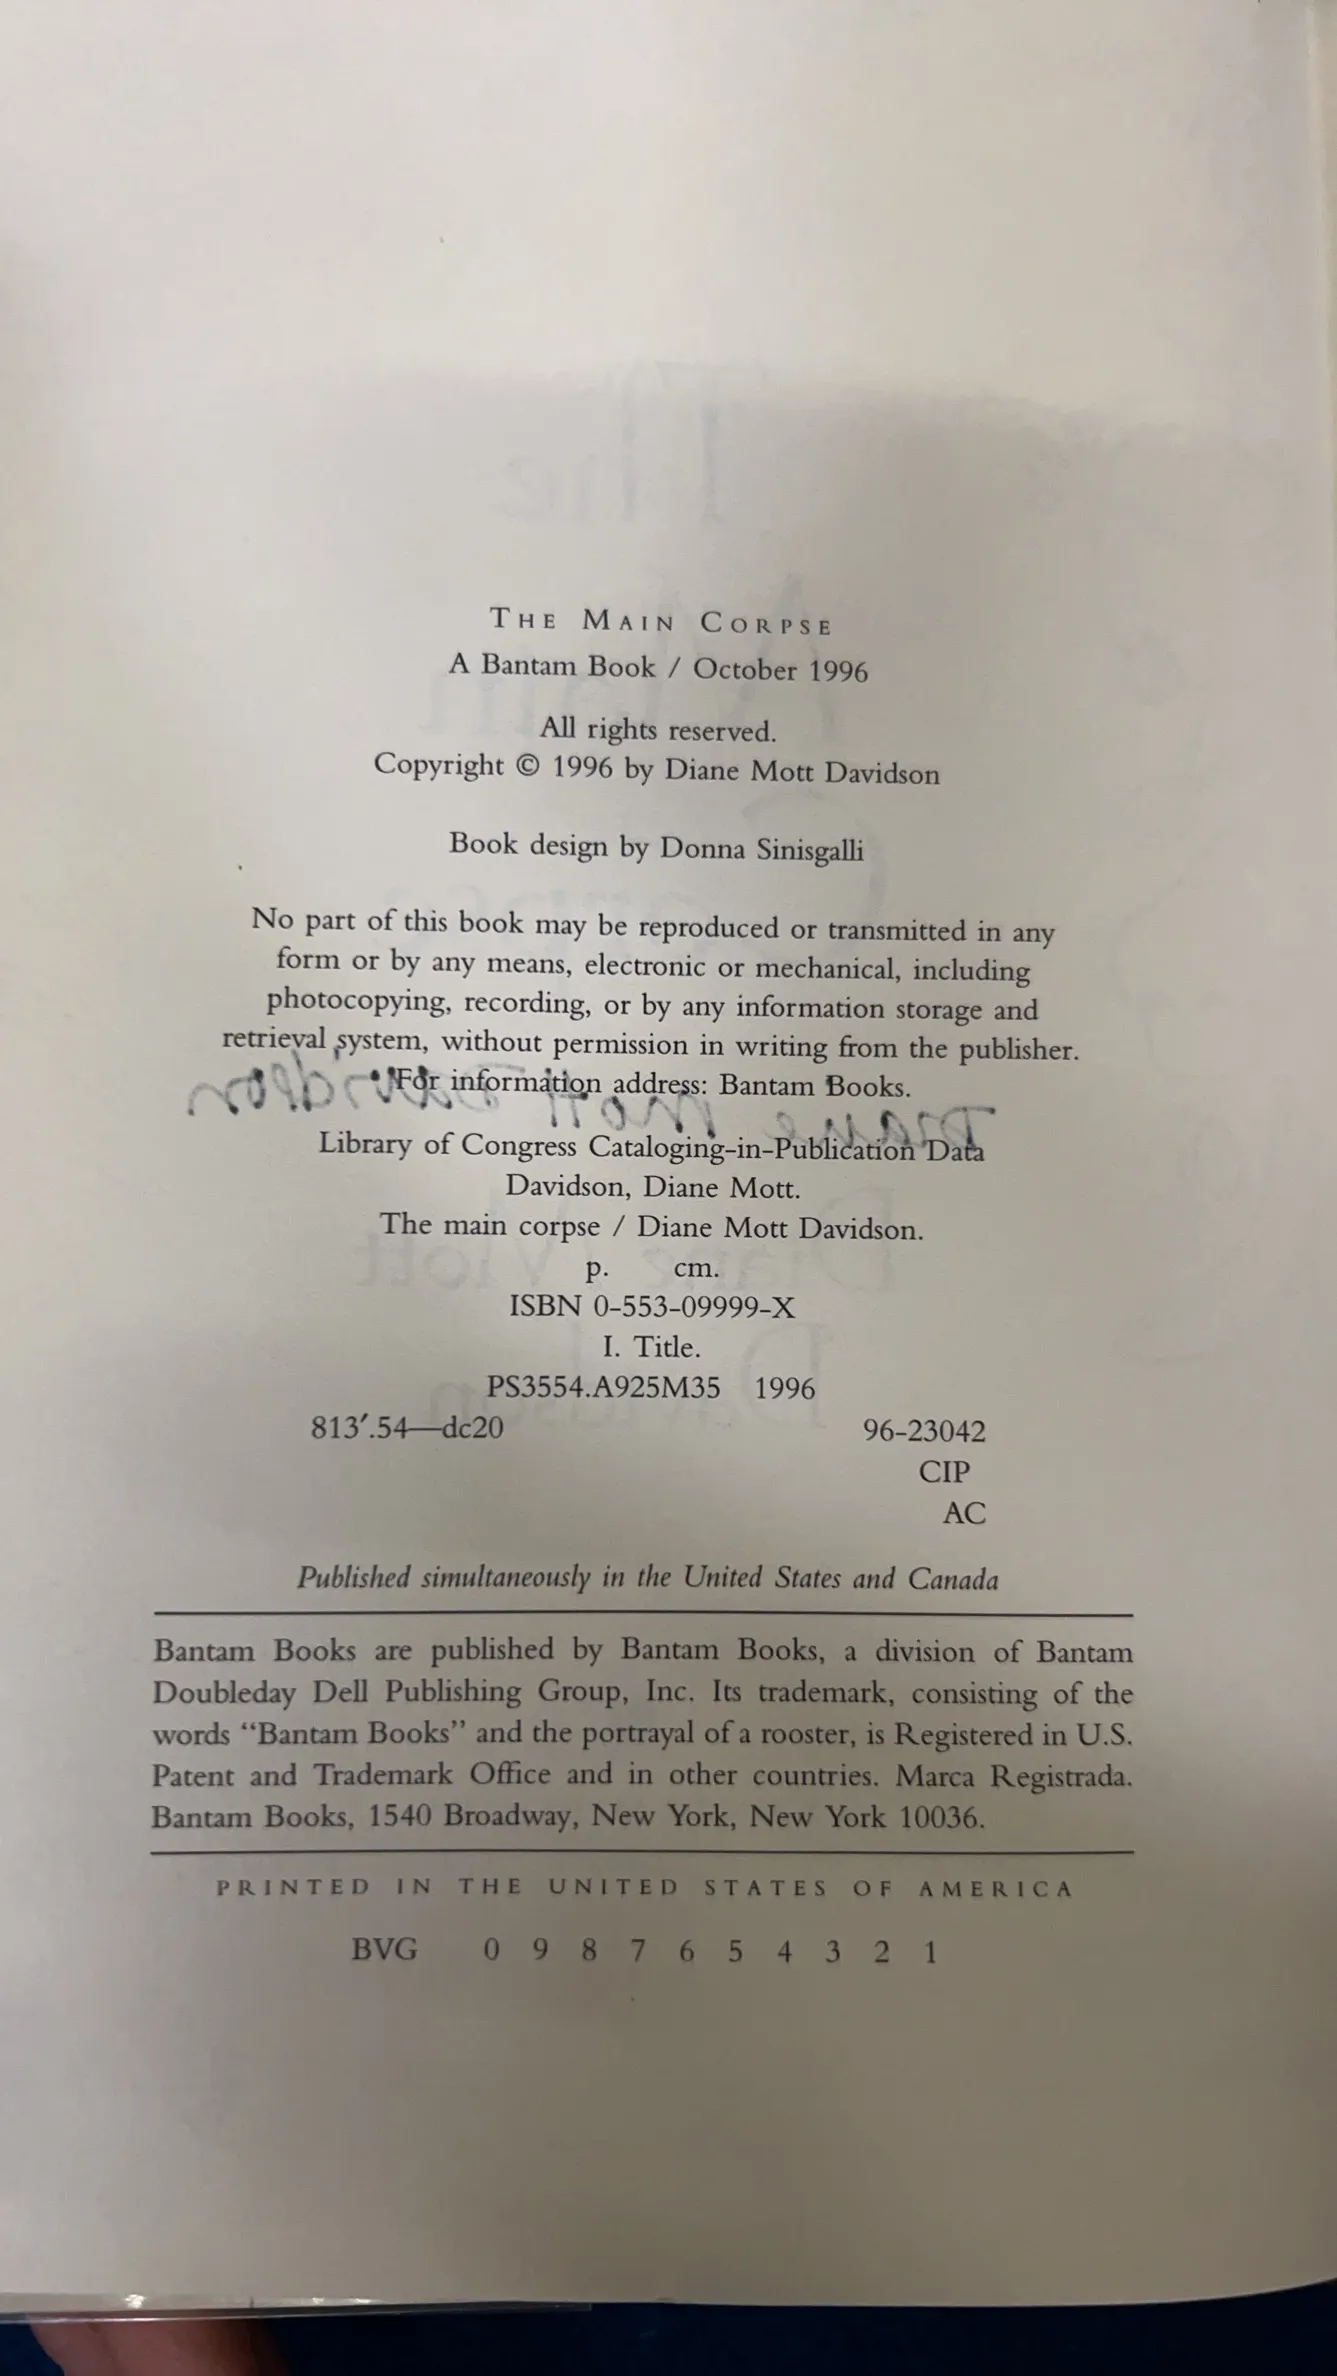 THE MAIN CORPSE
A Bantam Book / October 1996
All rights reserved.
Copyright © 1996 by Diane Mott Davidson
Book design by Donna Sinisgalli
No part of this book may be reproduced or transmitted in any
form or by any means, electronic or mechanical, including
photocopying, recording, or by any information storage and
retrieval system, without permission in writing from the publisher.
For information address: Bantam Books.
Diane Mott Davidson
Library of Congress Cataloging-in-Publication Data
Davidson, Diane Mott.
The main corpse / Diane Mott Davidson.
p. cm.
ISBN 0-553-09999-X
I. Title.
PS3554.A925M35 1996
813′.54—dc20 96-23042
CIP
AC
Published simultaneously in the United States and Canada
Bantam Books are published by Bantam Books, a division of Bantam
Doubleday Dell Publishing Group, Inc. Its trademark, consisting of the
words “Bantam Books” and the portrayal of a rooster, is Registered in U.S.
Patent and Trademark Office and in other countries. Marca Registrada.
Bantam Books, 1540 Broadway, New York, New York 10036.
PRINTED IN THE UNITED STATES OF AMERICA
BVG 0 9 8 7 6 5 4 3 2 1